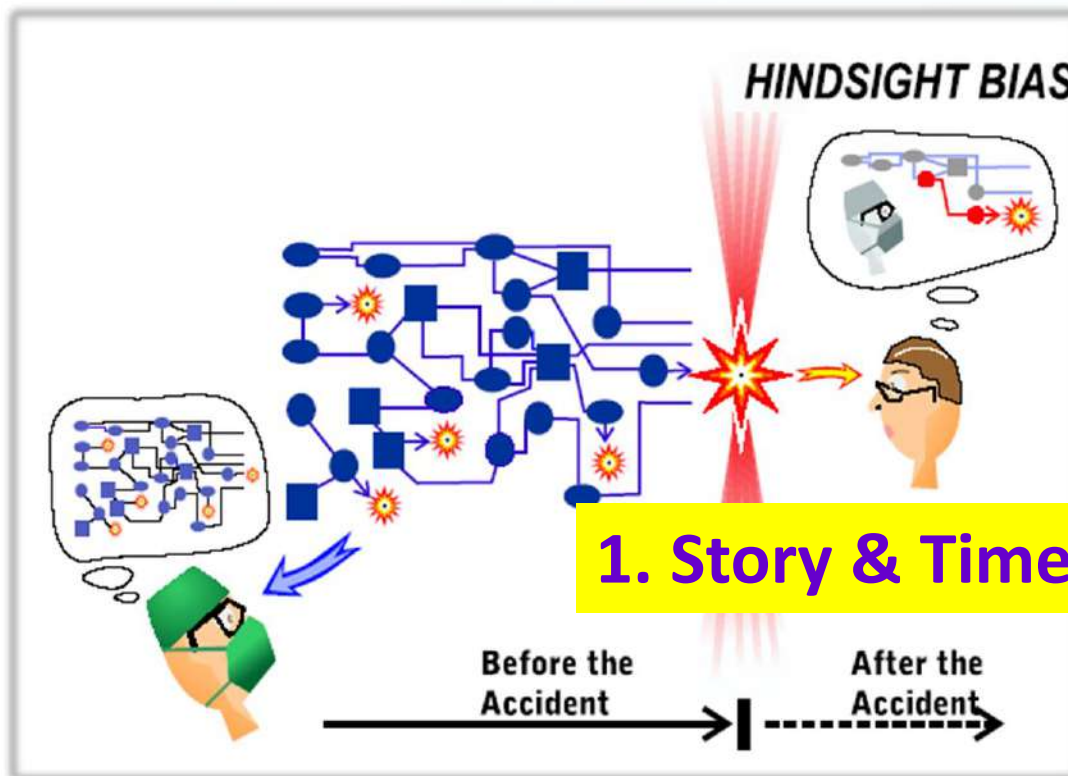 HINDSIGHT BIAS
1. Story & Time
Before the
Accident
After the
Accident